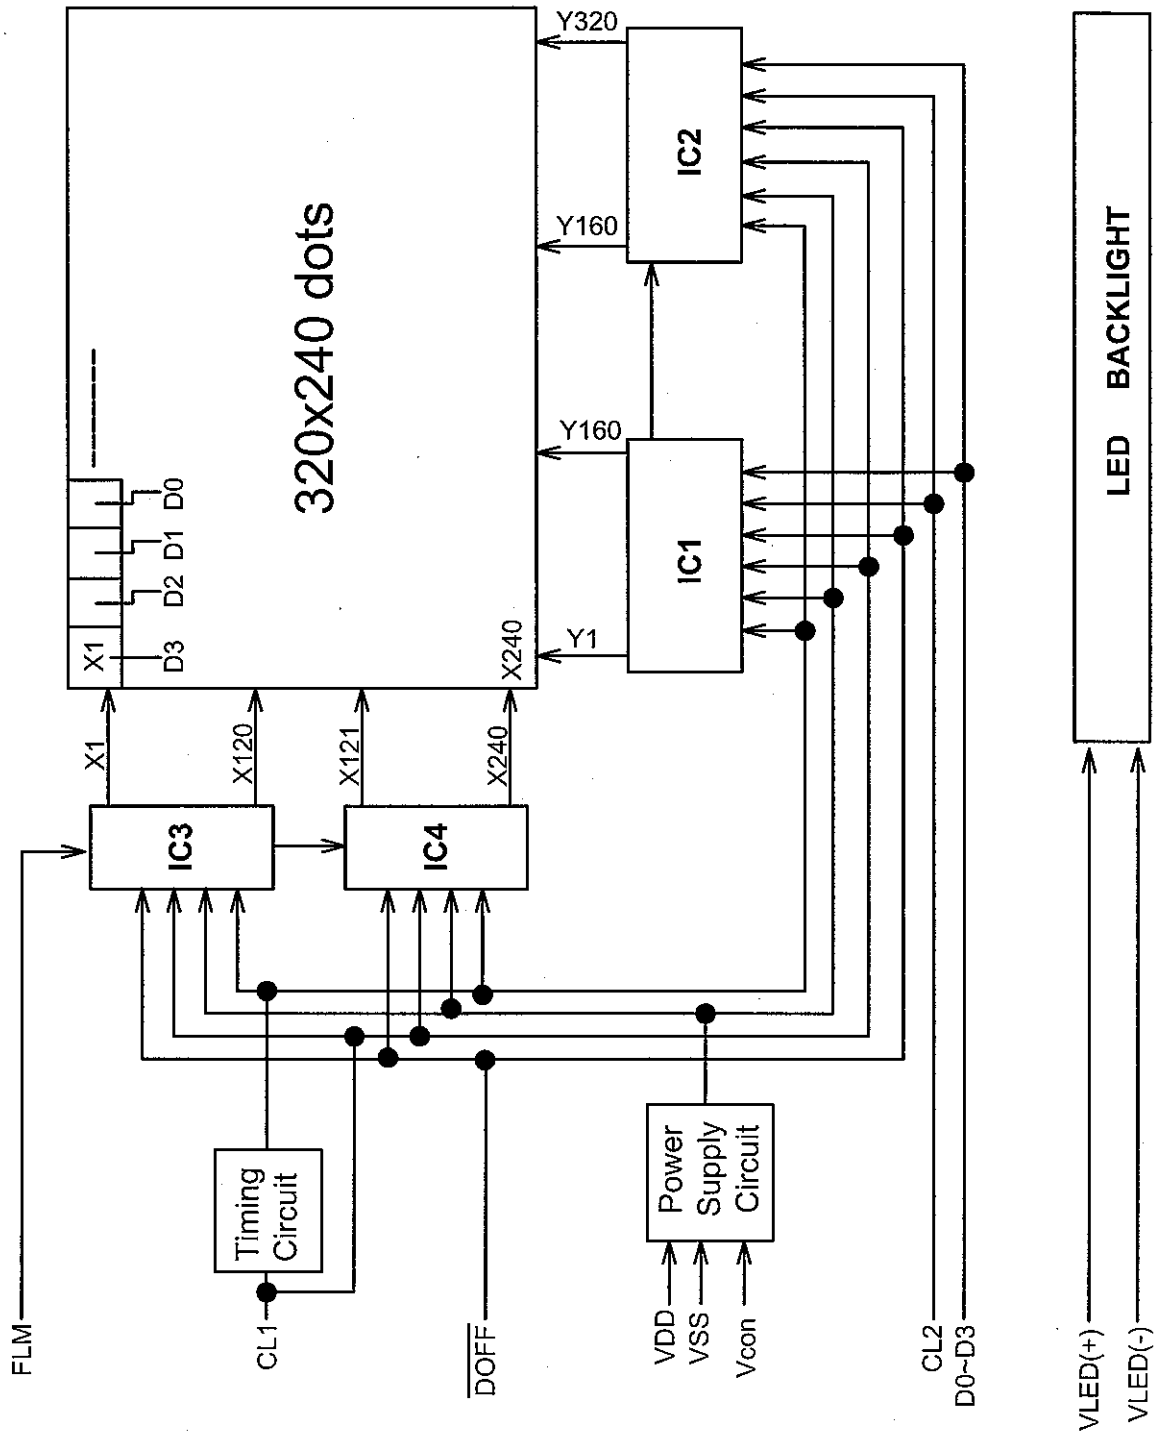 FLM
CL1
DOFF
VDD
VSS
Vcon
CL2
D0~D3
VLED(+)
VLED(-)
Timing
Circuit
Power
Supply
Circuit
IC3
IC4
X1
X120
X121
X240
X1
D3
D2
D1
D0
X240
320x240 dots
Y1
Y160
Y160
Y320
IC1
IC2
LED BACKLIGHT